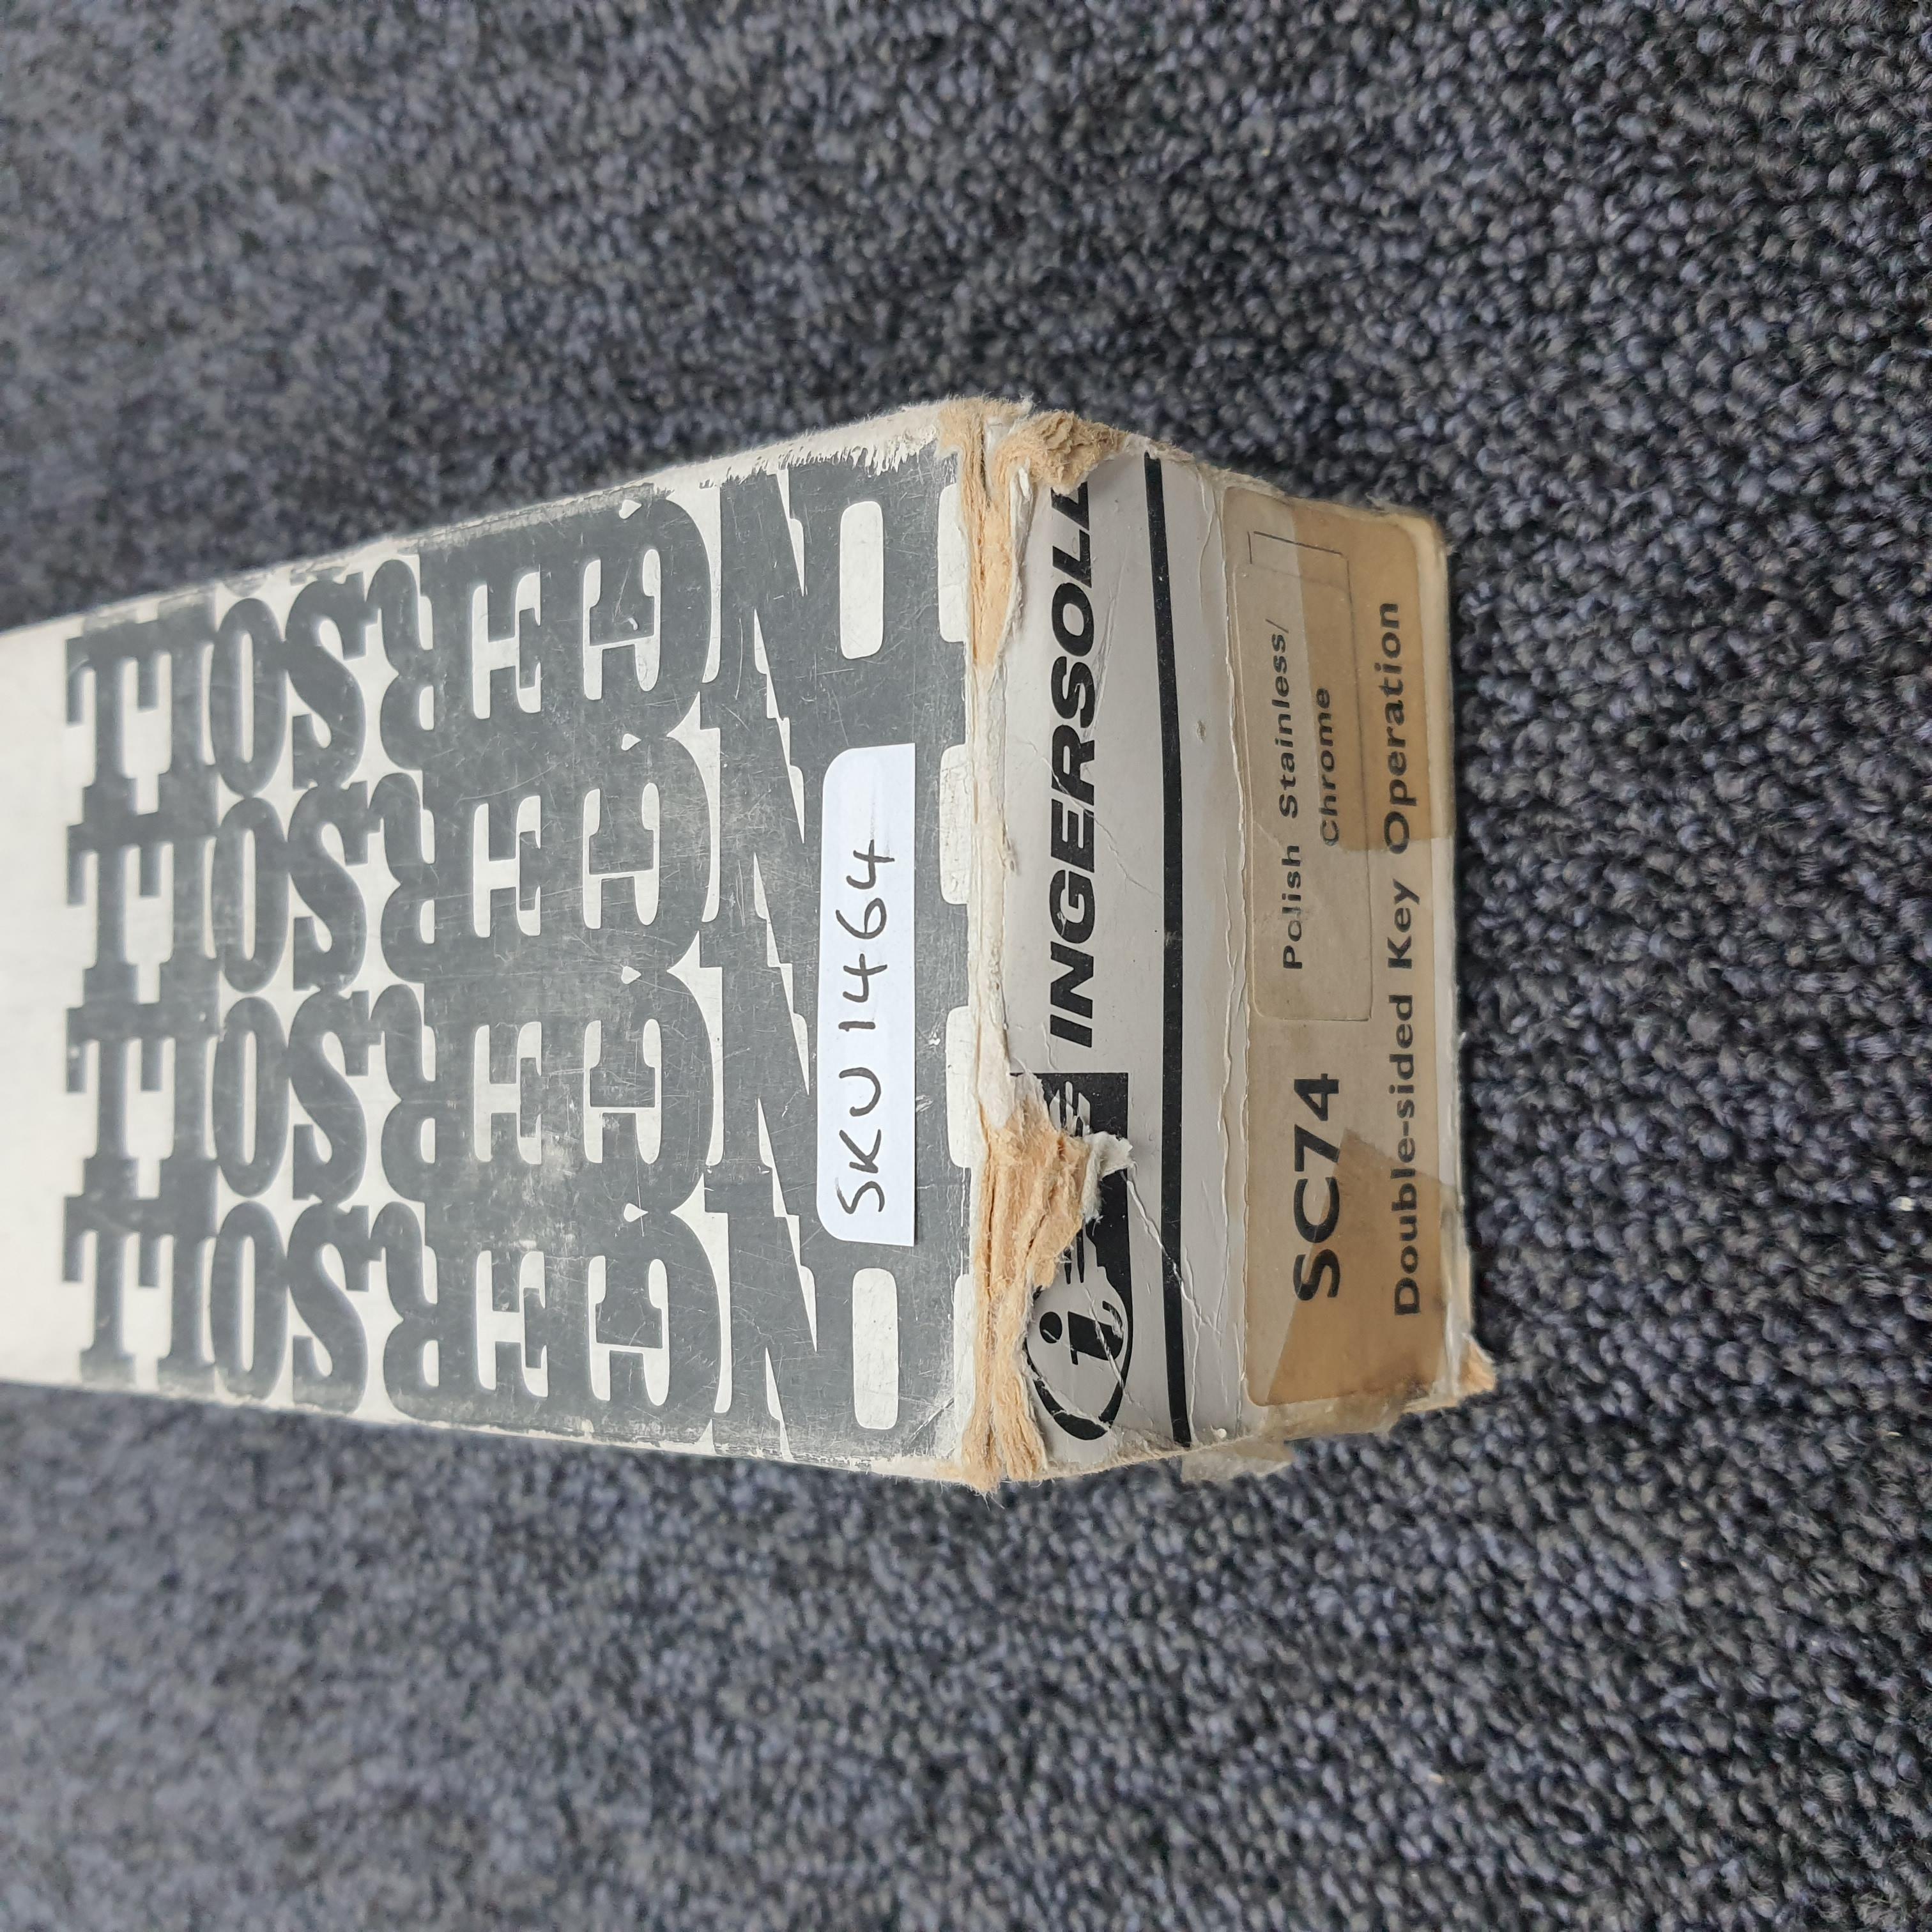 INGERSOLL
INGERSOLL
INGERSOLL
INGERSOLL
SKU 1464
i INGERSOLL
SC74
Polish Stainless/
Chrome
Double-sided Key Operation